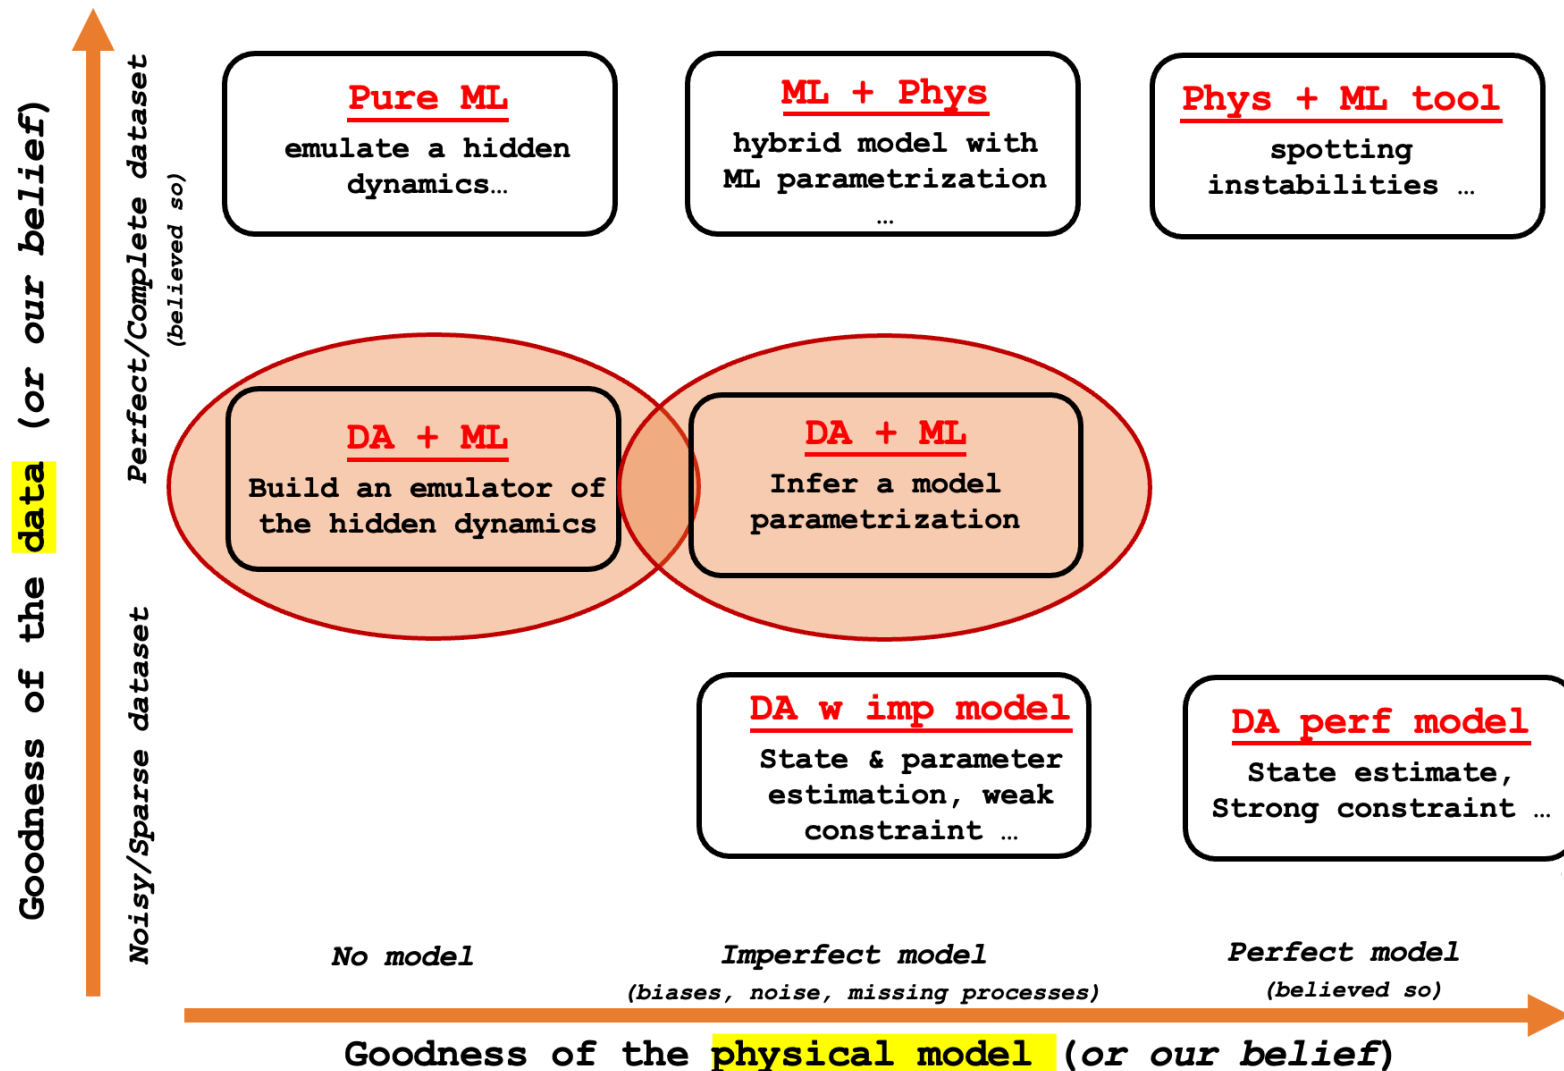 Goodness of the data (or our belief)
Perfect/Complete dataset
(believed so)
Noisy/Sparse dataset
Pure ML
emulate a hidden
dynamics…
ML + Phys
hybrid model with
ML parametrization
…
Phys + ML tool
spotting
instabilities …
DA + ML
Build an emulator of
the hidden dynamics
DA + ML
Infer a model
parametrization
DA w imp model
State & parameter
estimation, weak
constraint …
DA perf model
State estimate,
Strong constraint …
No model
Imperfect model
(biases, noise, missing processes)
Perfect model
(believed so)
Goodness of the physical model (or our belief)